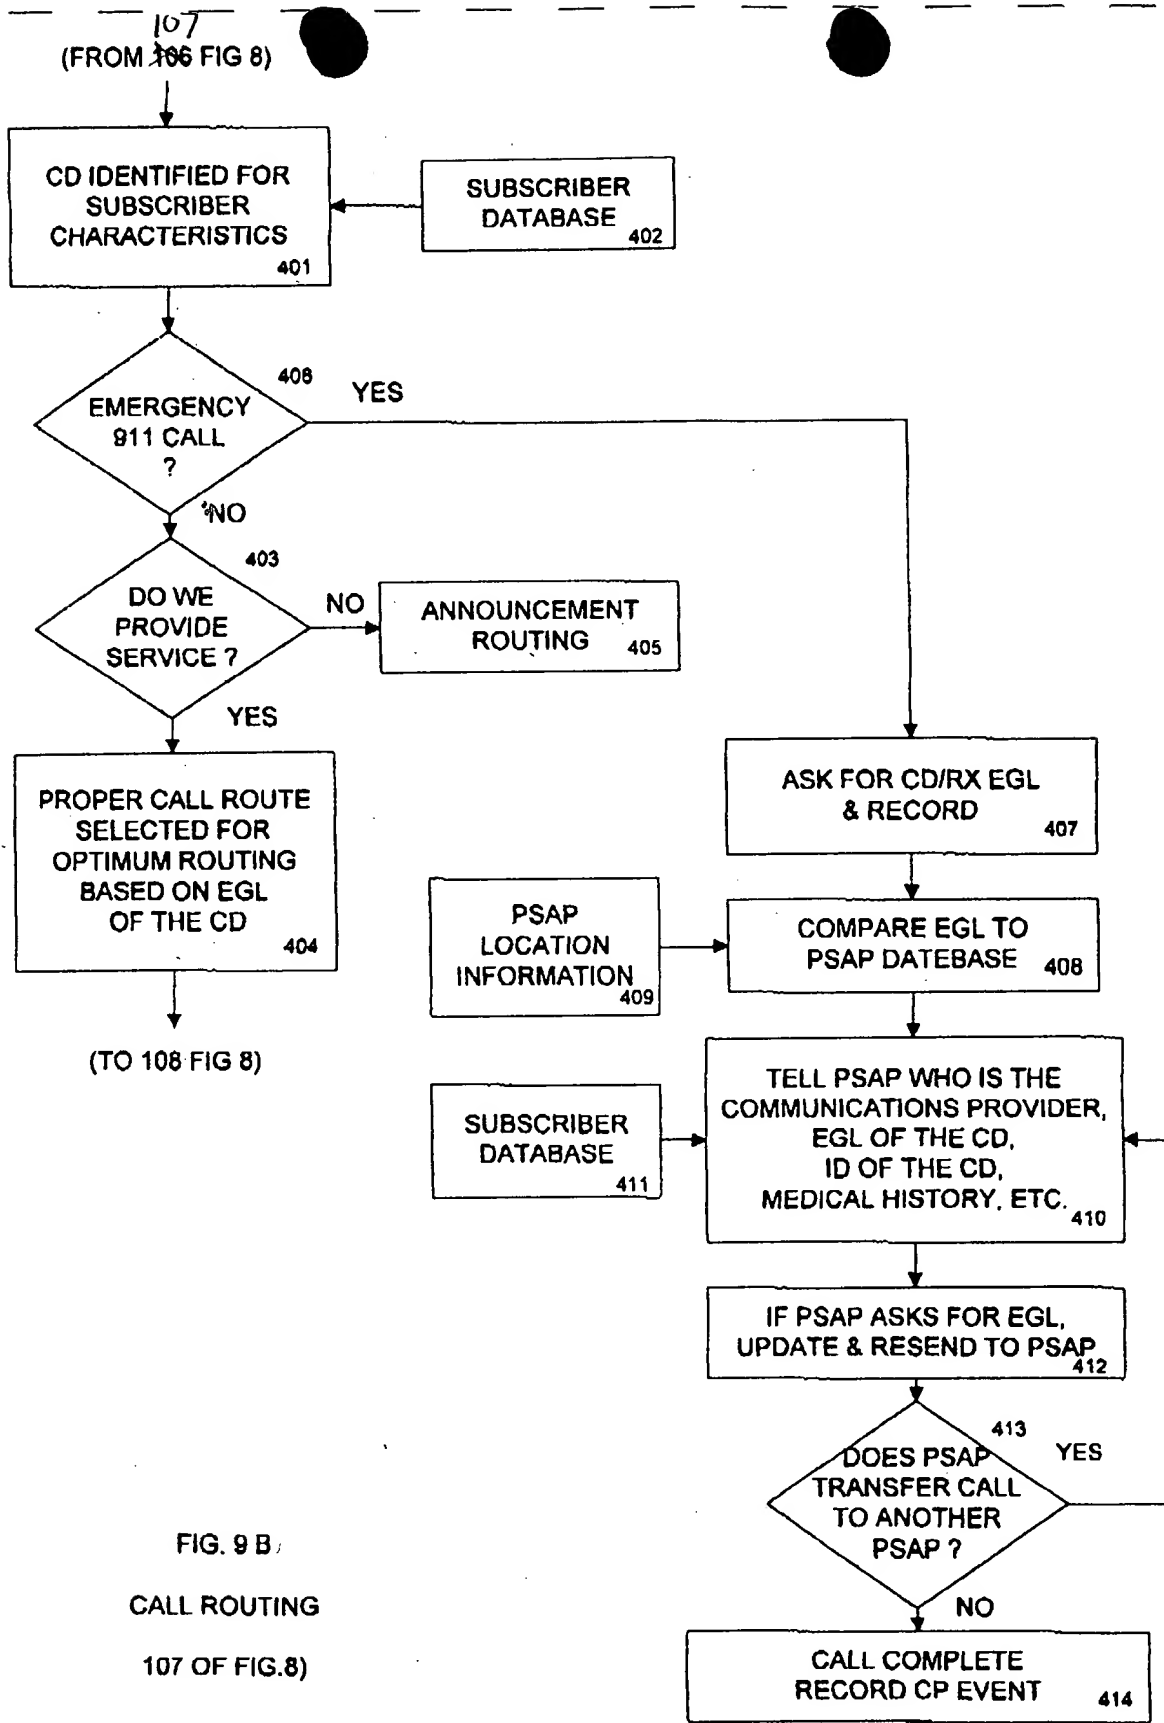 107
(FROM 106 FIG 8)
CD IDENTIFIED FOR
SUBSCRIBER
CHARACTERISTICS
401
SUBSCRIBER
DATABASE
402
EMERGENCY
911 CALL
?
406
YES
NO
DO WE
PROVIDE
SERVICE ?
403
NO
ANNOUNCEMENT
ROUTING
405
YES
PROPER CALL ROUTE
SELECTED FOR
OPTIMUM ROUTING
BASED ON EGL
OF THE CD
404
(TO 108 FIG 8)
ASK FOR CD/RX EGL
& RECORD
407
PSAP
LOCATION
INFORMATION
409
COMPARE EGL TO
PSAP DATEBASE
408
SUBSCRIBER
DATABASE
411
TELL PSAP WHO IS THE
COMMUNICATIONS PROVIDER,
EGL OF THE CD,
ID OF THE CD,
MEDICAL HISTORY, ETC.
410
IF PSAP ASKS FOR EGL,
UPDATE & RESEND TO PSAP
412
DOES PSAP
TRANSFER CALL
TO ANOTHER
PSAP ?
413
YES
NO
CALL COMPLETE
RECORD CP EVENT
414
FIG. 9 B
CALL ROUTING
107 OF FIG.8)